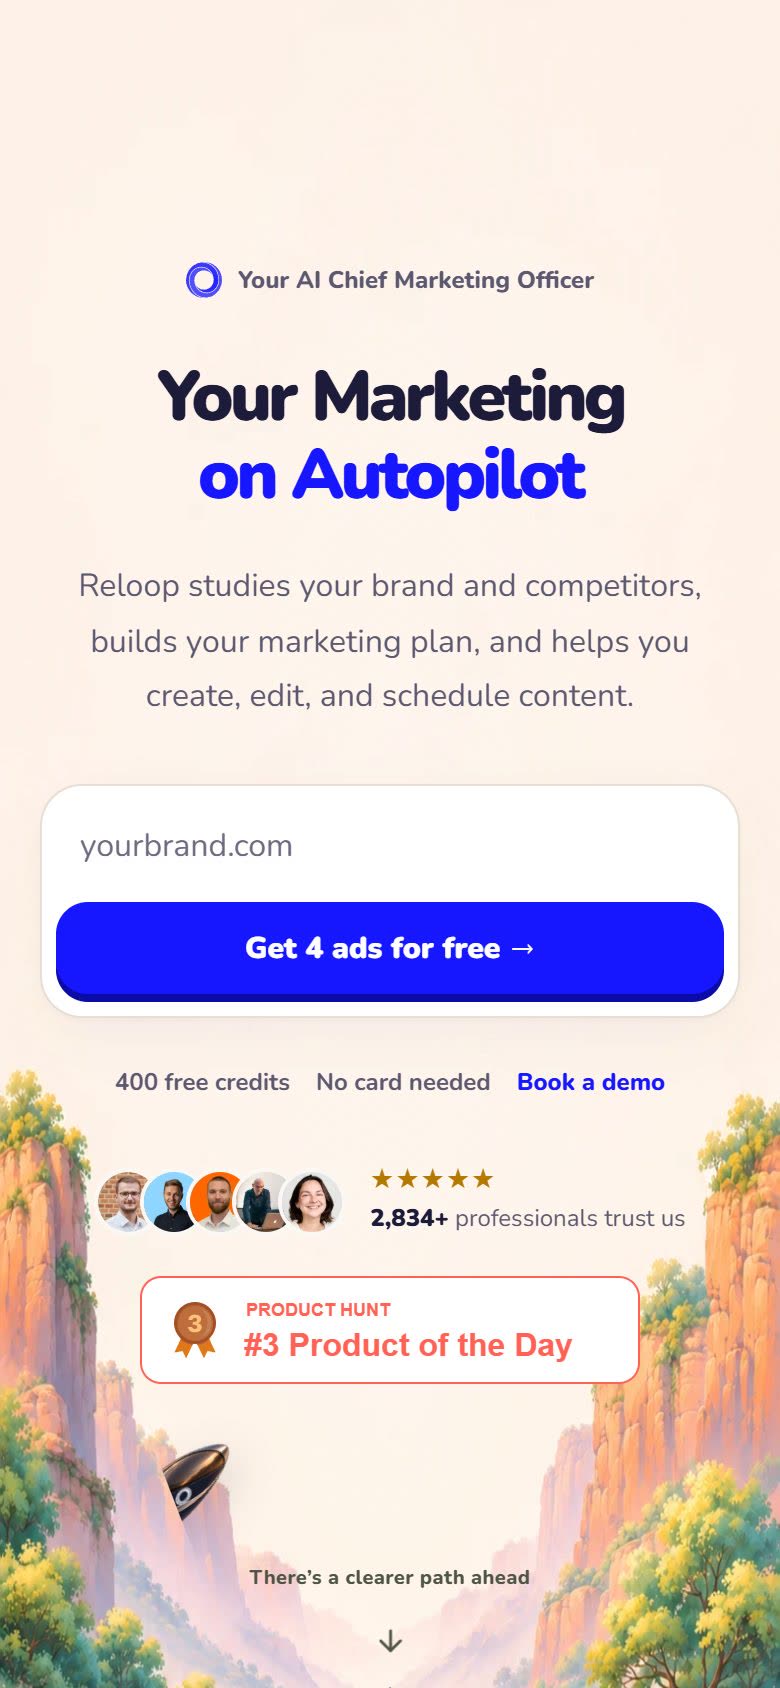 Your AI Chief Marketing Officer
Your Marketing
on Autopilot
Reloop studies your brand and competitors,
builds your marketing plan, and helps you
create, edit, and schedule content.
yourbrand.com
Get 4 ads for free →
400 free credits No card needed Book a demo
★★★★★
2,834+ professionals trust us
3
PRODUCT HUNT
#3 Product of the Day
There's a clearer path ahead